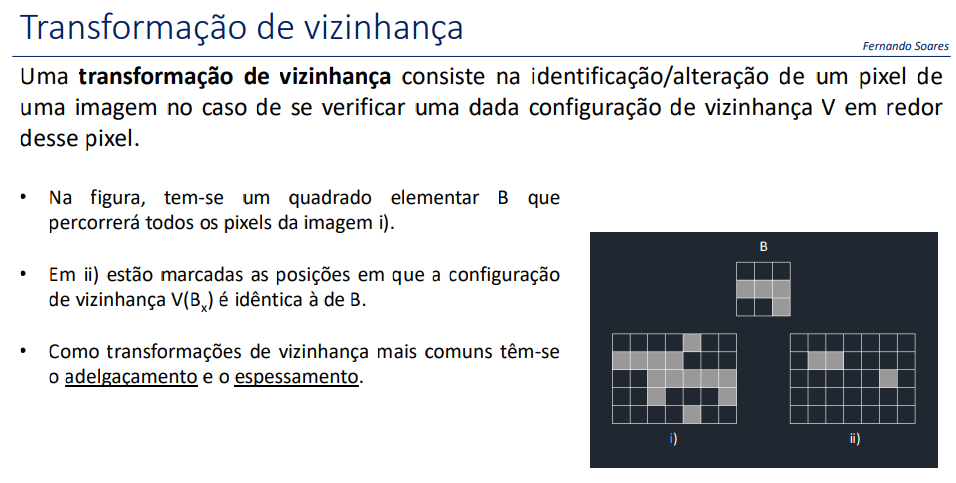 Transformação de vizinhança
Fernando Soares
Uma transformação de vizinhança consiste na identificação/alteração de um pixel de
uma imagem no caso de se verificar uma dada configuração de vizinhança V em redor
desse pixel.
• Na figura, tem-se um quadrado elementar B que
percorrerá todos os pixels da imagem i).
• Em ii) estão marcadas as posições em que a configuração
de vizinhança V(Bx) é idêntica à de B.
• Como transformações de vizinhança mais comuns têm-se
o adelgaçamento e o espessamento.
B
i)
ii)